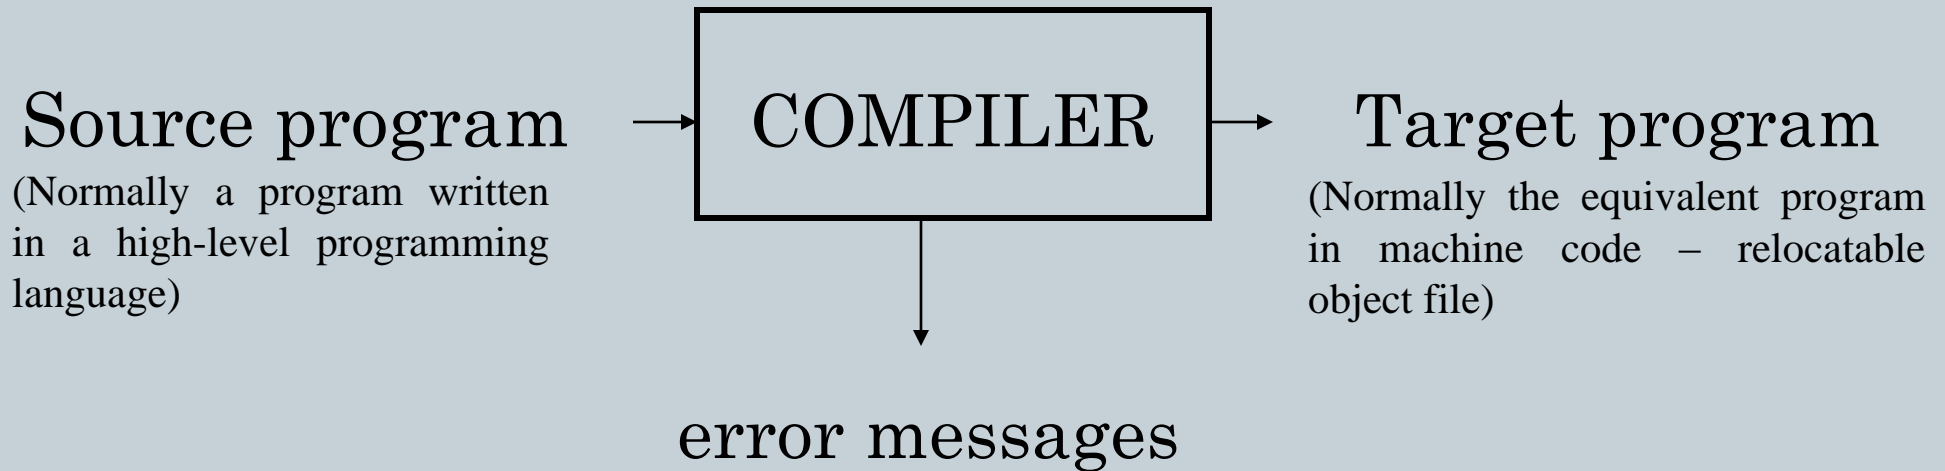 Source program
(Normally a program written
in a high-level programming
language)
COMPILER
Target program
(Normally the equivalent program
in machine code – relocatable
object file)
error messages